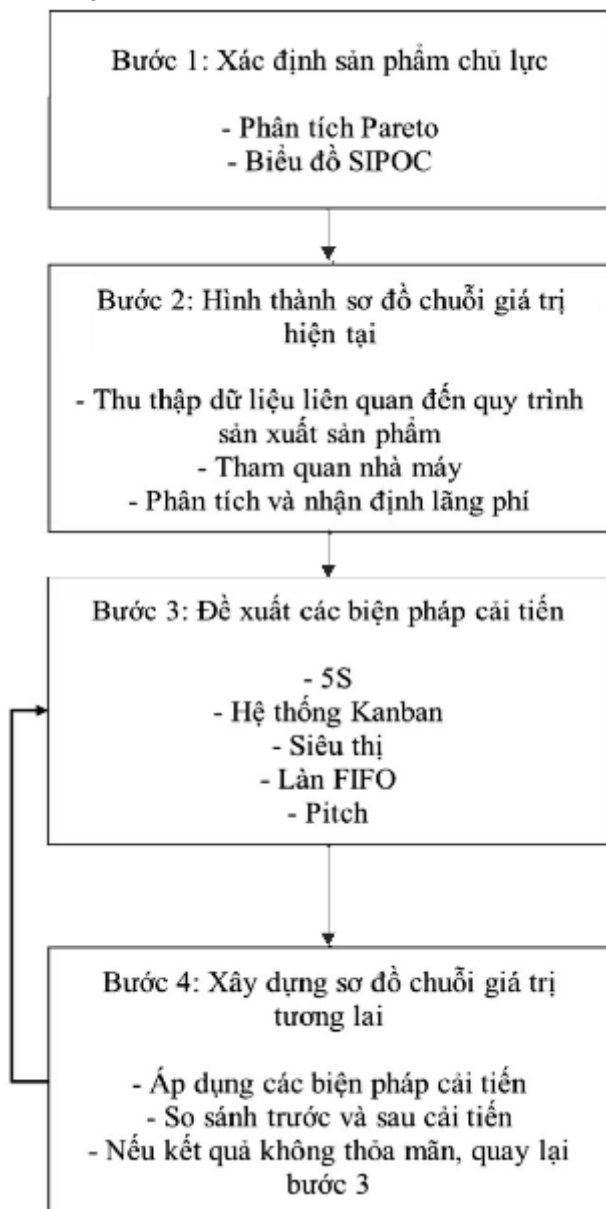 Bước 1: Xác định sản phẩm chủ lực
- Phân tích Pareto
- Biểu đồ SIPOC
Bước 2: Hình thành sơ đồ chuỗi giá trị
hiện tại
- Thu thập dữ liệu liên quan đến quy trình
sản xuất sản phẩm
- Tham quan nhà máy
- Phân tích và nhận định lãng phí
Bước 3: Đề xuất các biện pháp cải tiến
- 5S
- Hệ thống Kanban
- Siêu thị
- Làn FIFO
- Pitch
Bước 4: Xây dựng sơ đồ chuỗi giá trị
tương lai
- Áp dụng các biện pháp cải tiến
- So sánh trước và sau cải tiến
- Nếu kết quả không thỏa mãn, quay lại
bước 3